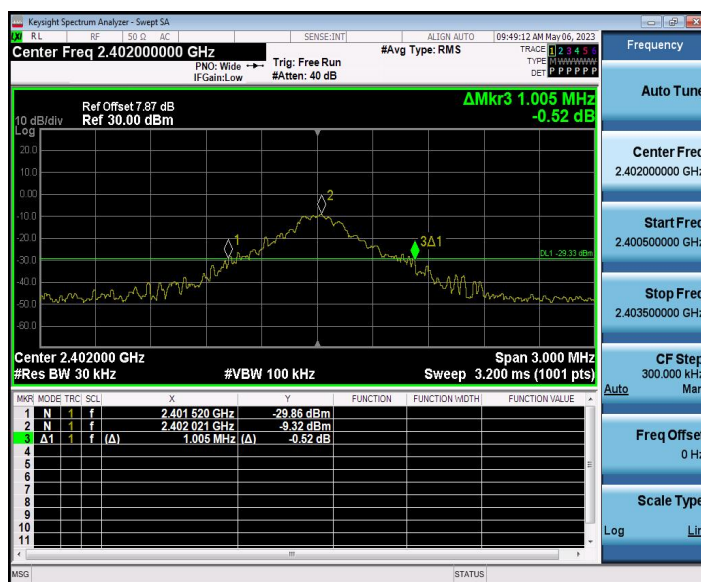 Keysight Spectrum Analyzer - Swept SA
LXI RL RF 50 Ω AC SENSE:INT ALIGN AUTO 09:49:12 AM May 06, 2023
Center Freq 2.402000000 GHz #Avg Type: RMS TRACE 1 2 3 4 5 6
PNO: Wide Trig: Free Run TYPE M W W W W W
IFGain:Low #Atten: 40 dB DET P P P P P P
ΔMkr3 1.005 MHz
-0.52 dB
Ref Offset 7.87 dB
10 dB/div Ref 30.00 dBm
Log
20.0
10.0
0.00
-10.0
-20.0
-30.0
-40.0
-50.0
-60.0
1
2
3Δ1
DL1 -29.33 dBm
Center 2.402000 GHz Span 3.000 MHz
#Res BW 30 kHz #VBW 100 kHz Sweep 3.200 ms (1001 pts)
MKR MODE TRC SCL X Y FUNCTION FUNCTION WIDTH FUNCTION VALUE
1 N 1 f 2.401 520 GHz -29.86 dBm
2 N 1 f 2.402 021 GHz -9.32 dBm
3 Δ1 1 f (Δ) 1.005 MHz (Δ) -0.52 dB
4
5
6
7
8
9
10
11
MSG STATUS
Frequency
Auto Tune
Center Freq
2.402000000 GHz
Start Freq
2.400500000 GHz
Stop Freq
2.403500000 GHz
CF Step
300.000 kHz
Auto Man
Freq Offset
0 Hz
Scale Type
Log Lin